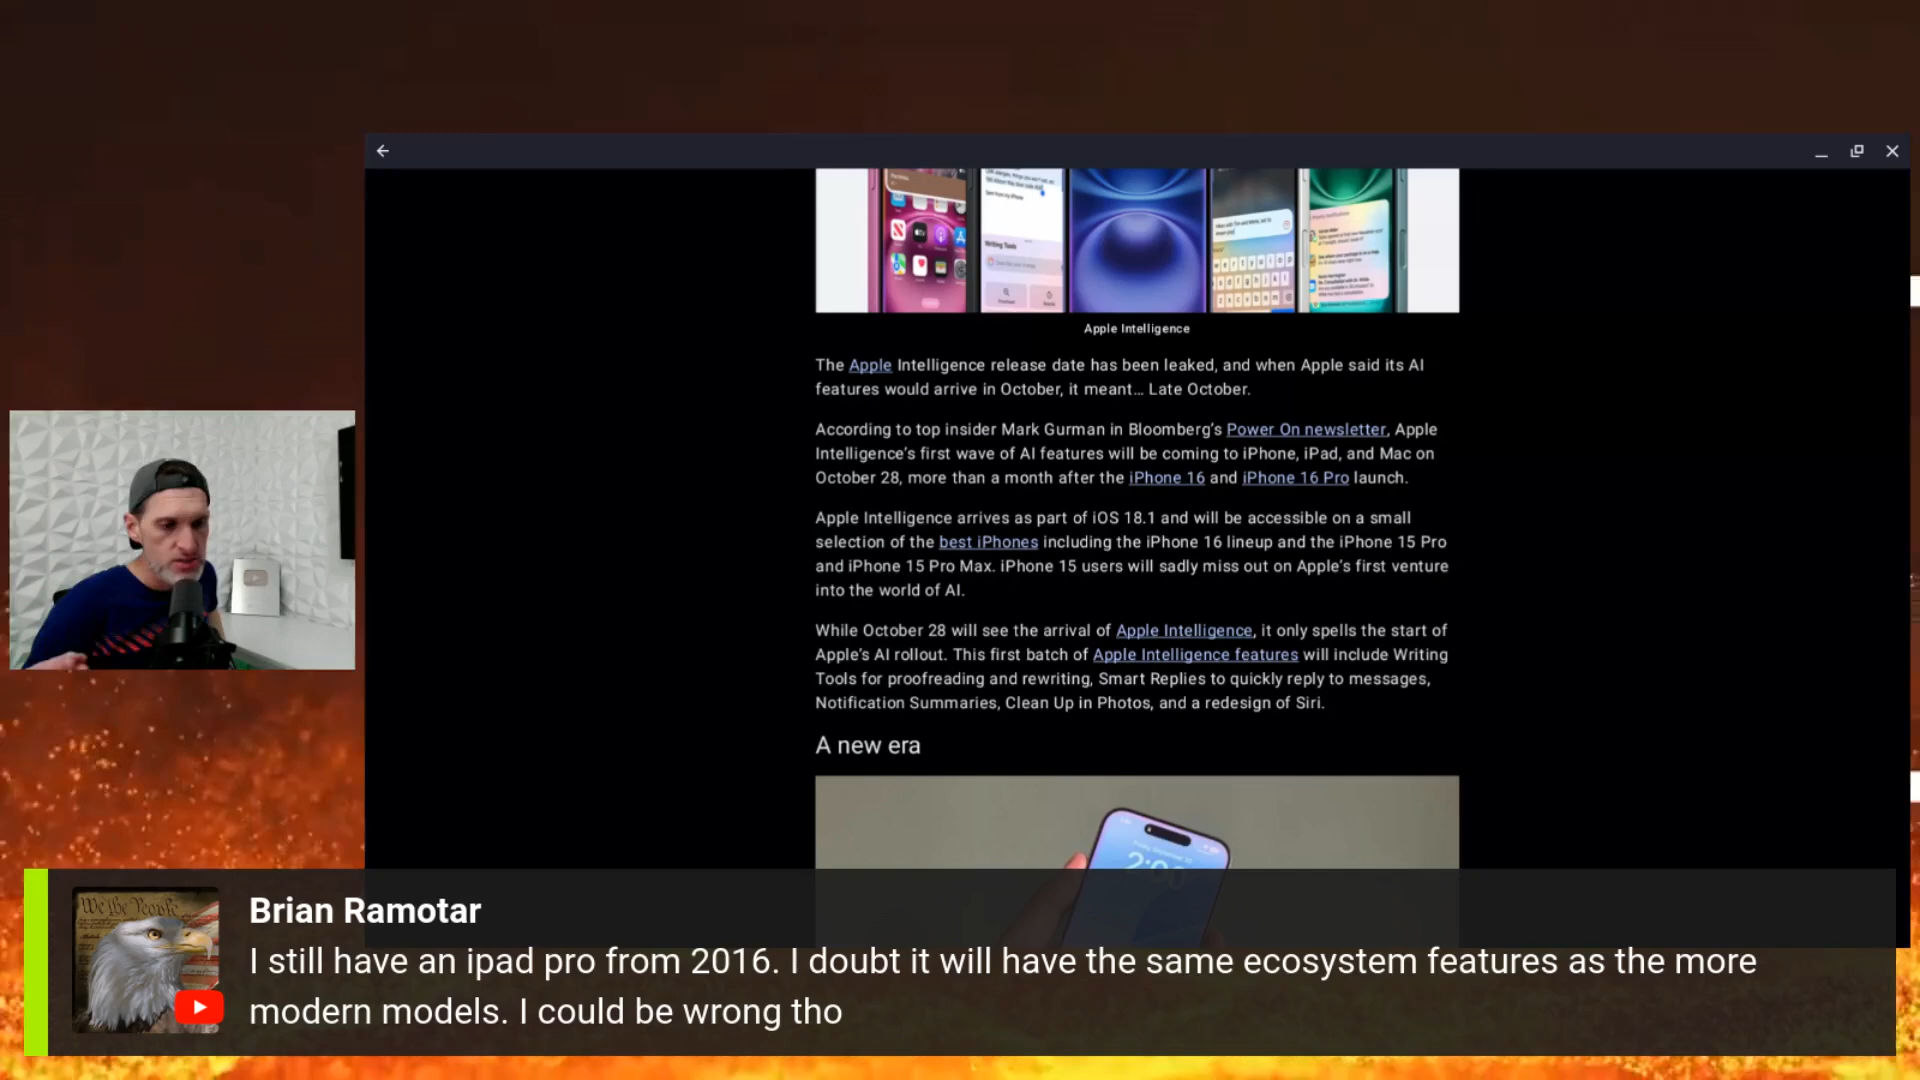 Writing Tools
Apple Intelligence
The Apple Intelligence release date has been leaked, and when Apple said its AI
features would arrive in October, it meant... Late October.
According to top insider Mark Gurman in Bloomberg's Power On newsletter, Apple
Intelligence's first wave of AI features will be coming to iPhone, iPad, and Mac on
October 28, more than a month after the iPhone 16 and iPhone 16 Pro launch.
Apple Intelligence arrives as part of iOS 18.1 and will be accessible on a small
selection of the best iPhones including the iPhone 16 lineup and the iPhone 15 Pro
and iPhone 15 Pro Max. iPhone 15 users will sadly miss out on Apple's first venture
into the world of AI.
While October 28 will see the arrival of Apple Intelligence, it only spells the start of
Apple's AI rollout. This first batch of Apple Intelligence features will include Writing
Tools for proofreading and rewriting, Smart Replies to quickly reply to messages,
Notification Summaries, Clean Up in Photos, and a redesign of Siri.
A new era
We the People
Brian Ramotar
I still have an ipad pro from 2016. I doubt it will have the same ecosystem features as the more
modern models. I could be wrong tho